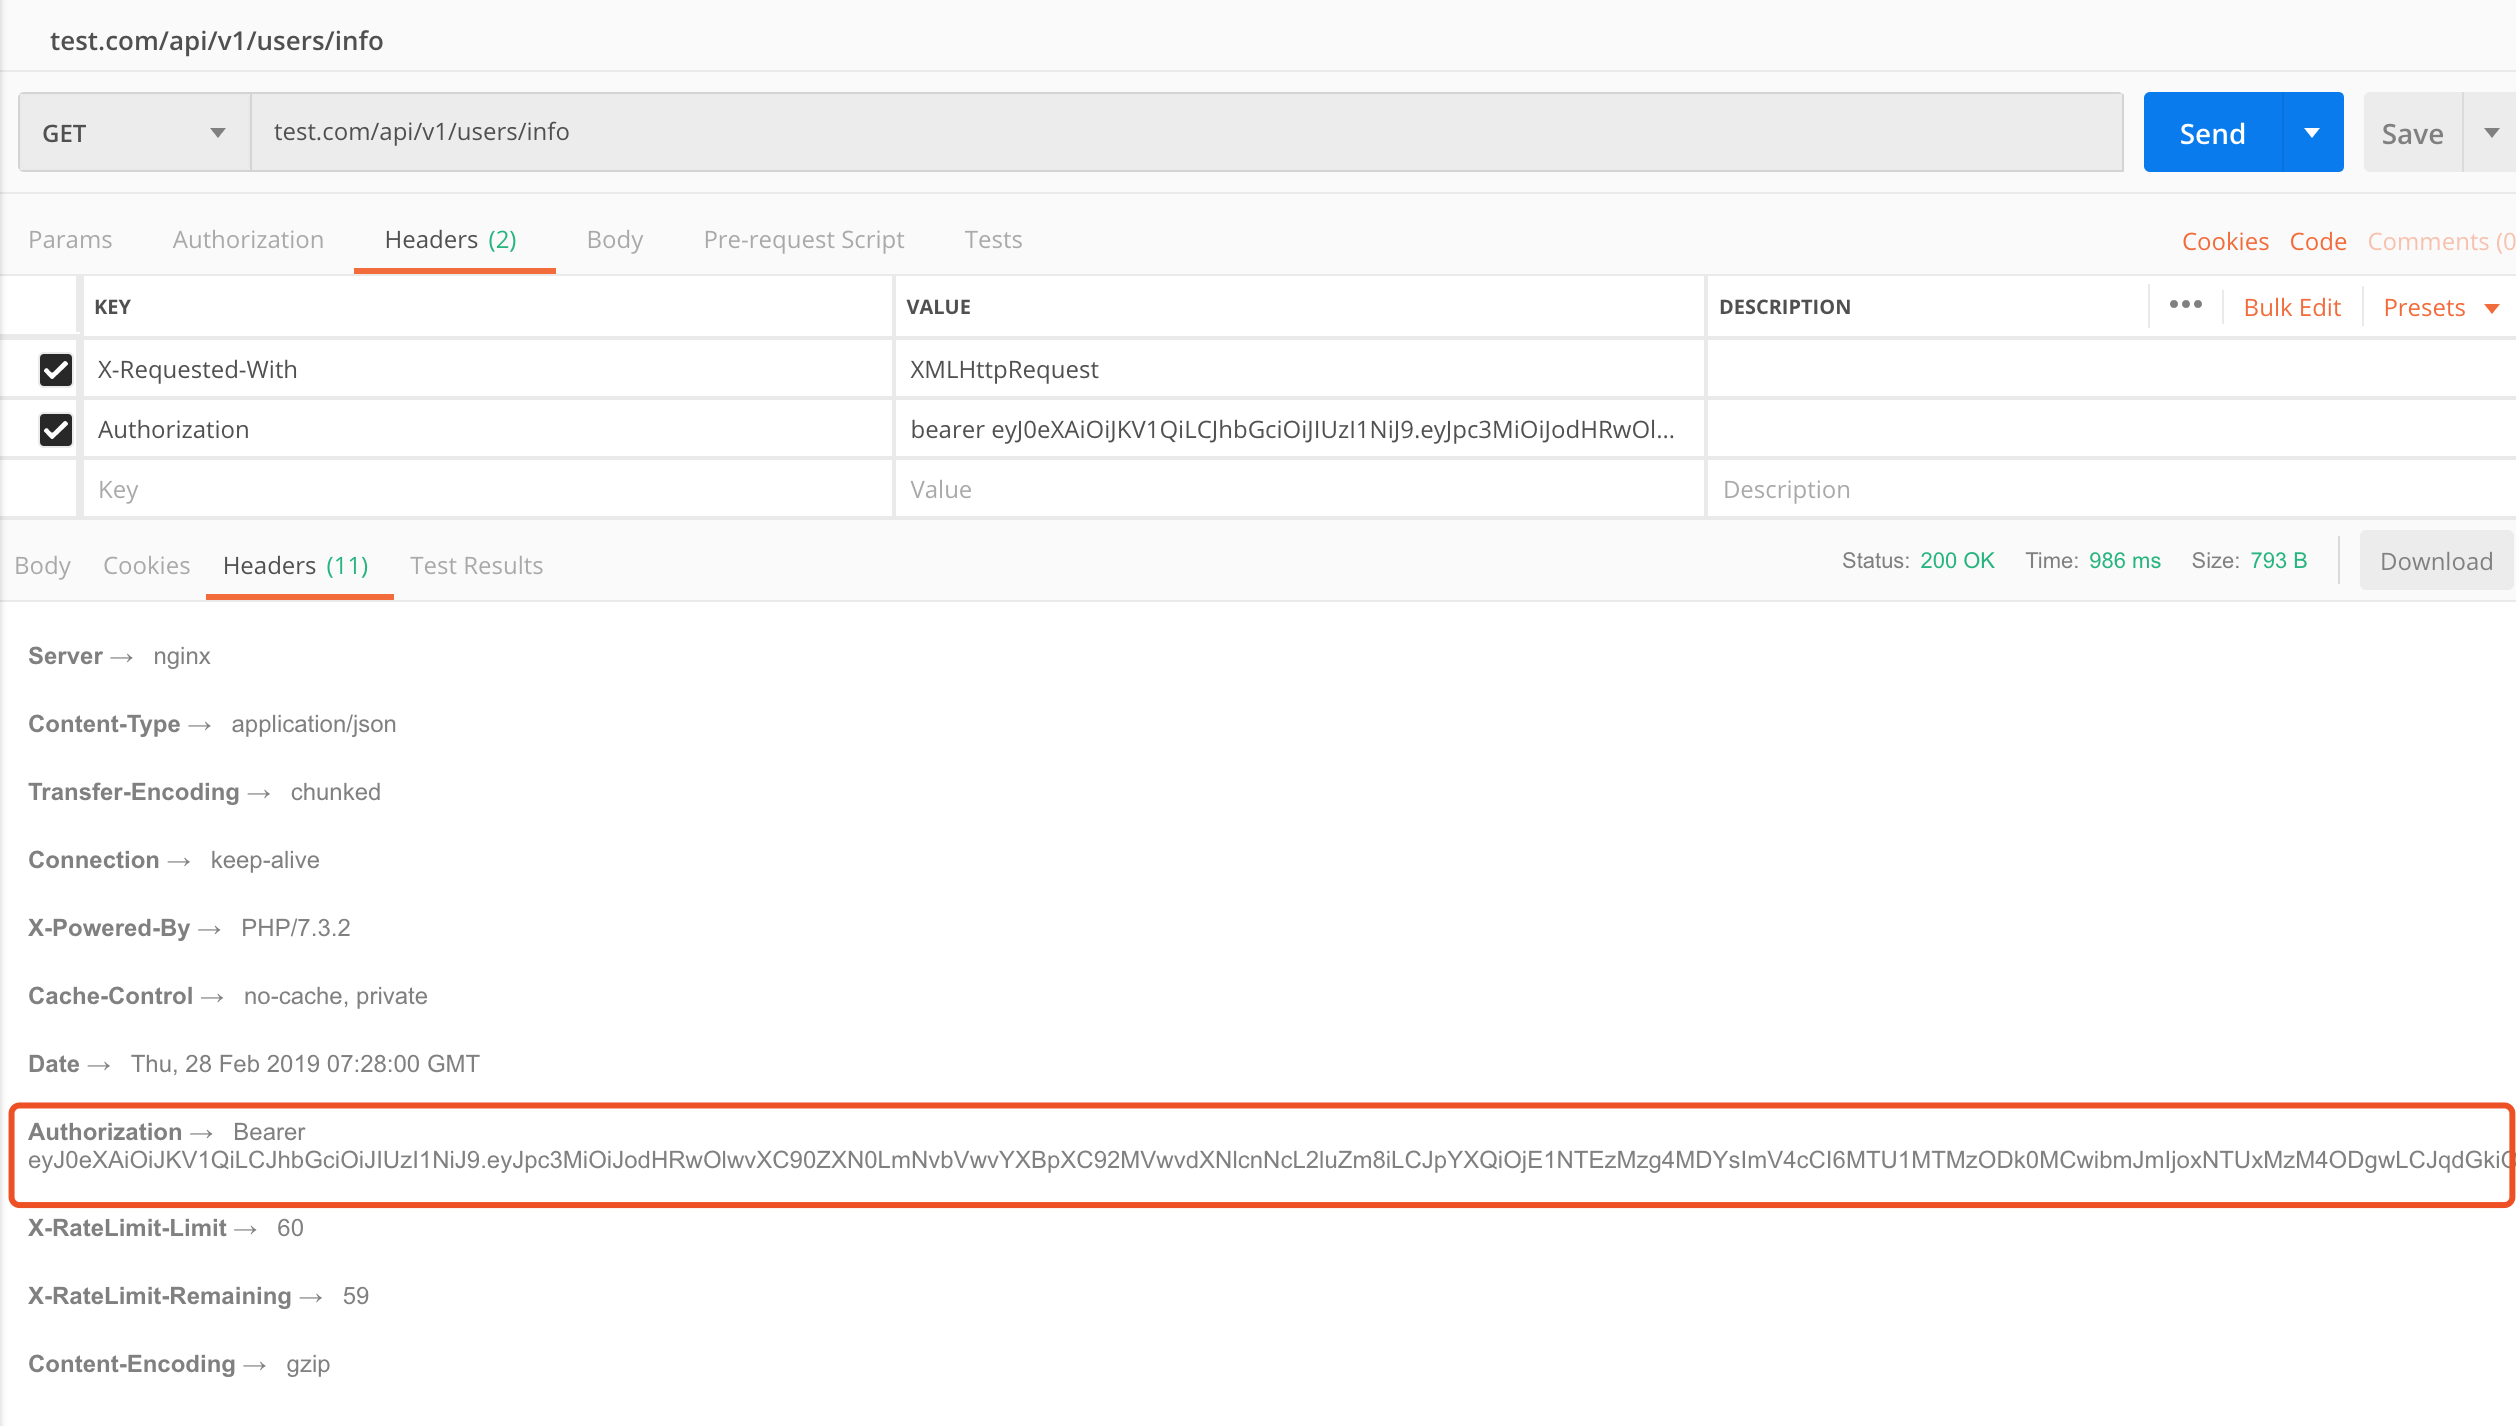 test.com/api/v1/users/info
GET test.com/api/v1/users/info Send Save
Params Authorization Headers (2) Body Pre-request Script Tests Cookies Code Comments (0
KEY VALUE DESCRIPTION ••• Bulk Edit Presets
X-Requested-With XMLHttpRequest
Authorization bearer eyJ0eXAiOiJKV1QiLCJhbGciOiJIUzI1NiJ9.eyJpc3MiOiJodHRwOl...
Key Value Description
Body Cookies Headers (11) Test Results Status: 200 OK Time: 986 ms Size: 793 B Download
Server → nginx
Content-Type → application/json
Transfer-Encoding → chunked
Connection → keep-alive
X-Powered-By → PHP/7.3.2
Cache-Control → no-cache, private
Date → Thu, 28 Feb 2019 07:28:00 GMT
Authorization → Bearer
eyJ0eXAiOiJKV1QiLCJhbGciOiJIUzI1NiJ9.eyJpc3MiOiJodHRwOlwvXC90ZXN0LmNvbVwvYXBpXC92MVwvdXNlcnNcL2luZm8iLCJpYXQiOjE1NTEzMzg4MDYsImV4cCI6MTU1MTMzODk0MCwibmJmIjoxNTUxMzM4ODgwLCJqdGki
X-RateLimit-Limit → 60
X-RateLimit-Remaining → 59
Content-Encoding → gzip